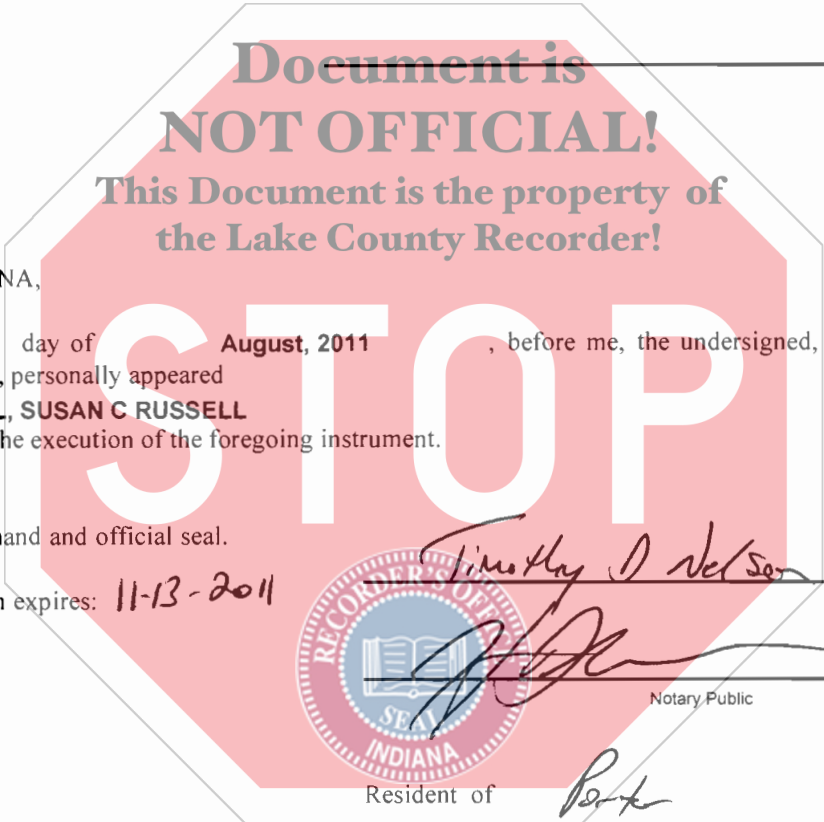 Document is
NOT OFFICIAL!
This Document is the property of
the Lake County Recorder!
NA,
day of August, 2011 , before me, the undersigned,
, personally appeared
, SUSAN C RUSSELL
he execution of the foregoing instrument.
STOP
and and official seal.
Timothy D Nelson
expires: 11-13-2011
RECORDER'S OFFICE
SEAL
INDIANA
Notary Public
Resident of Porter